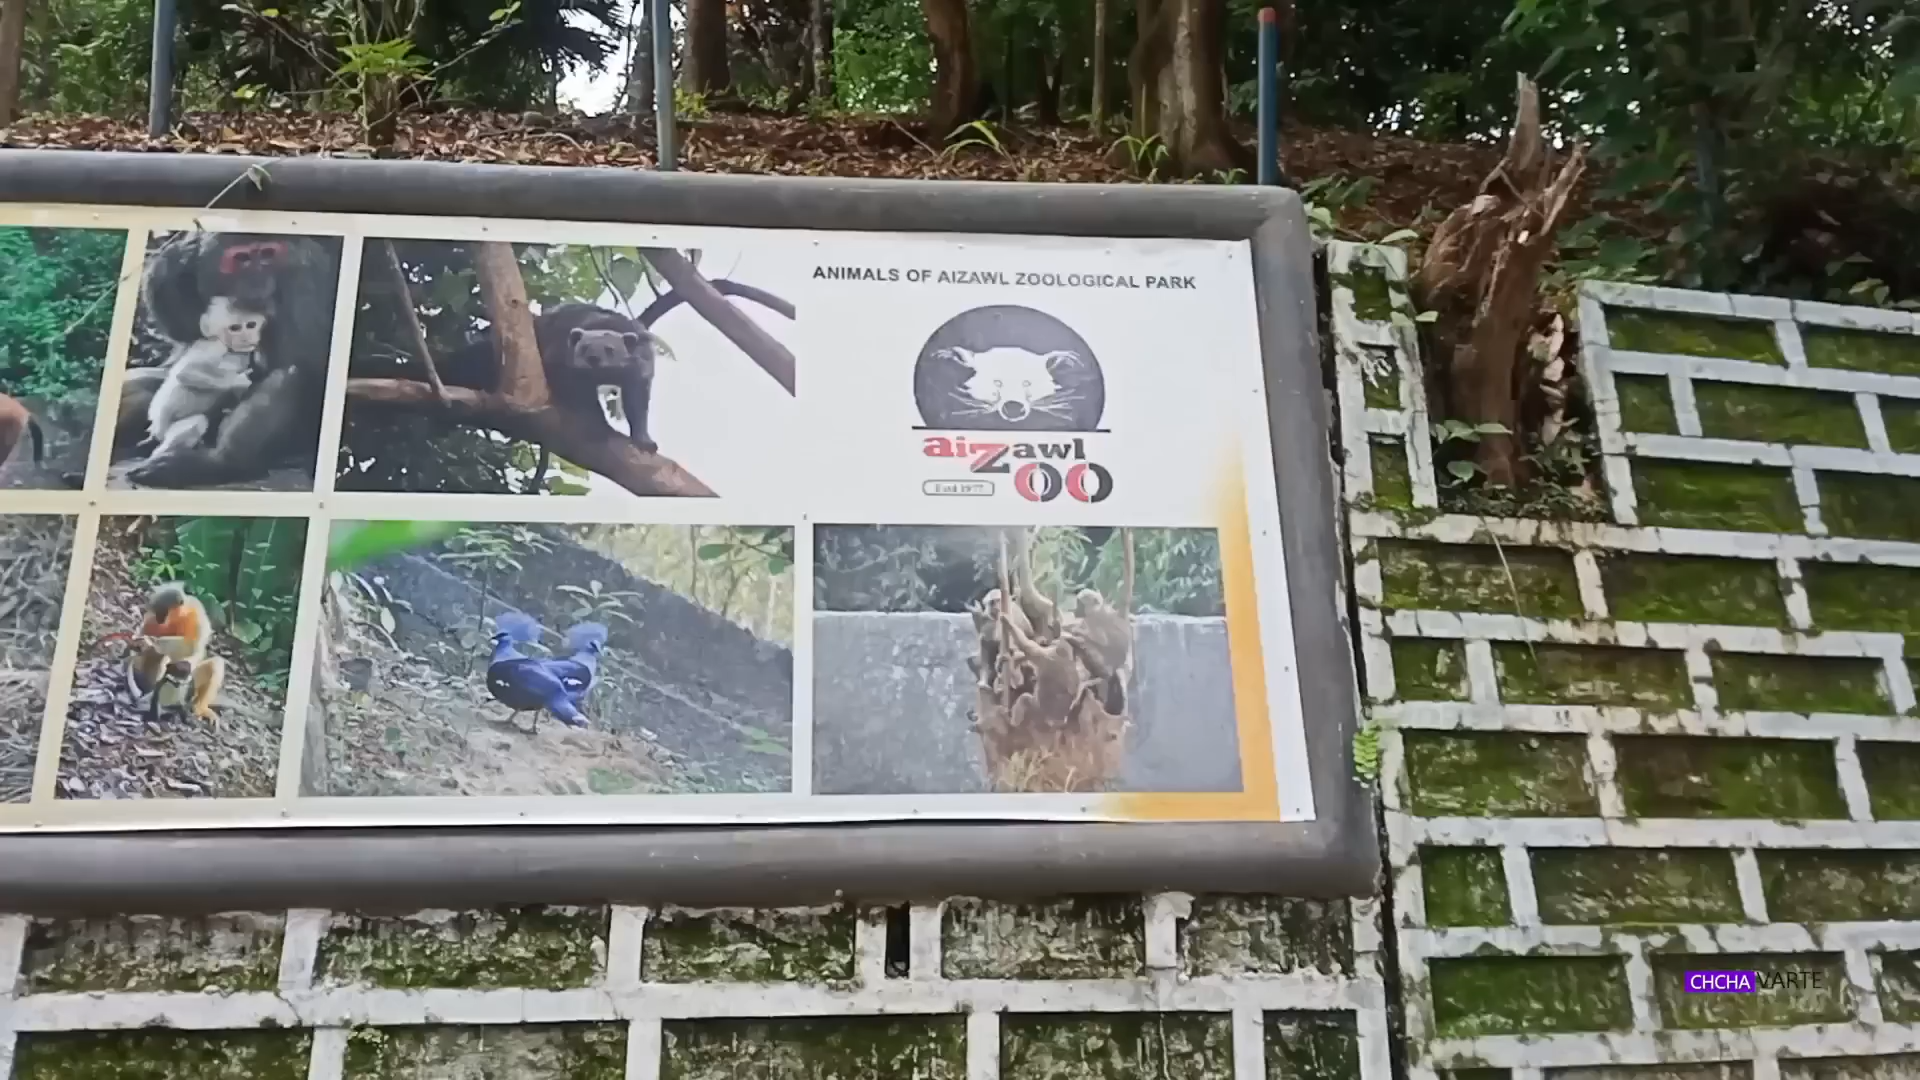 ANIMALS OF AIZAWL ZOOLOGICAL PARK
aizawl
ZOO
Estd 1977
CHCHAVARTE